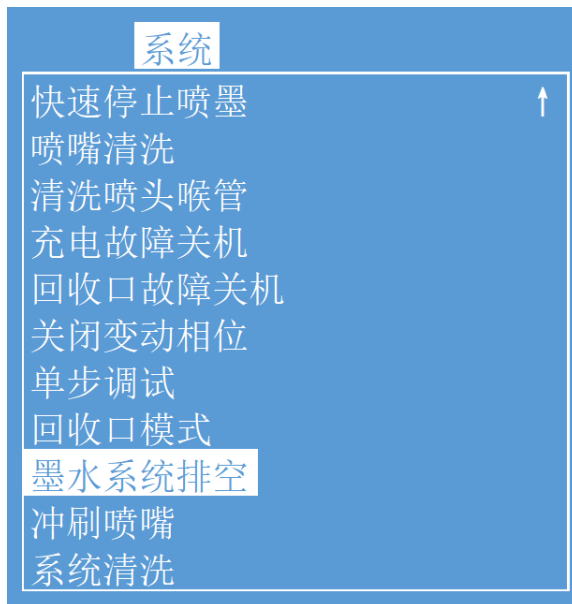 系统
快速停止喷墨
喷嘴清洗
清洗喷头喉管
充电故障关机
回收口故障关机
关闭变动相位
单步调试
回收口模式
墨水系统排空
冲刷喷嘴
系统清洗